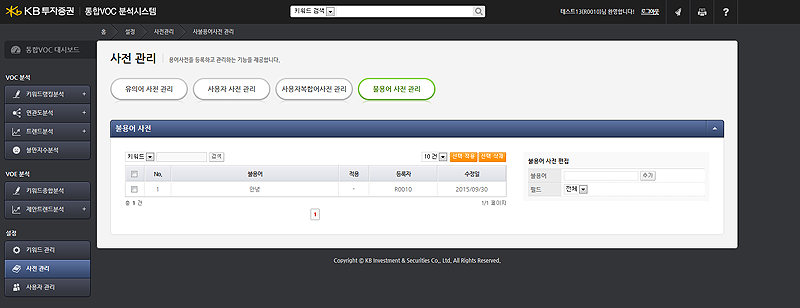 KB투자증권 통합VOC 분석시스템
키워드 검색
테스트13(R0010)님 환영합니다! 로그아웃
홈 설정 사전관리 사불용어사전 관리
통합VOC 대시보드
VOC 분석
키워드랭킹분석 +
연관도분석
트렌드분석 +
불만지수분석
VOE 분석
키워드종합분석 +
제안트렌드분석 +
설정
키워드 관리
사전 관리
사용자 관리
사전 관리 용어사전을 등록하고 관리하는 기능을 제공합니다.
유의어 사전 관리 사용자 사전 관리 사용자복합어사전 관리 불용어 사전 관리
불용어 사전
키워드 검색 10 건 선택 적용 선택 삭제
No. 불용어 적용 등록자 수정일
1 안녕 - R0010 2015/09/30
총 1 건 1/1 페이지
1
불용어 사전 편집
불용어 추가
필드 전체
Copyright © KB Investment & Securities Co., Ltd, All Rights Reserved.